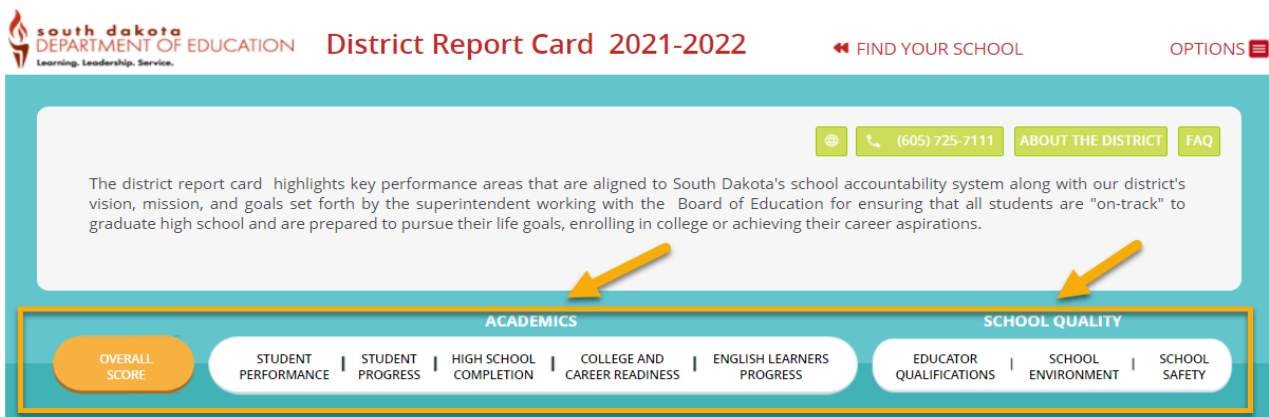 south dakota
DEPARTMENT OF EDUCATION
Learning. Leadership. Service.
District Report Card 2021-2022
FIND YOUR SCHOOL
OPTIONS
(605) 725-7111
ABOUT THE DISTRICT
FAQ
The district report card highlights key performance areas that are aligned to South Dakota's school accountability system along with our district's
vision, mission, and goals set forth by the superintendent working with the Board of Education for ensuring that all students are "on-track" to
graduate high school and are prepared to pursue their life goals, enrolling in college or achieving their career aspirations.
ACADEMICS
SCHOOL QUALITY
OVERALL
SCORE
STUDENT
PERFORMANCE
STUDENT
PROGRESS
HIGH SCHOOL
COMPLETION
COLLEGE AND
CAREER READINESS
ENGLISH LEARNERS
PROGRESS
EDUCATOR
QUALIFICATIONS
SCHOOL
ENVIRONMENT
SCHOOL
SAFETY